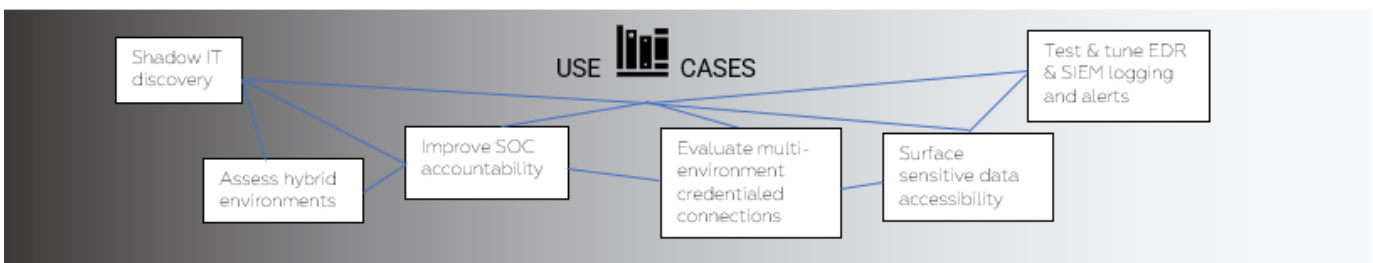 USE CASES
Shadow IT
discovery
Test & tune EDR
& SIEM logging
and alerts
Assess hybrid
environments
Improve SOC
accountability
Evaluate multi-
environment
credentialed
connections
Surface
sensitive data
accessibility